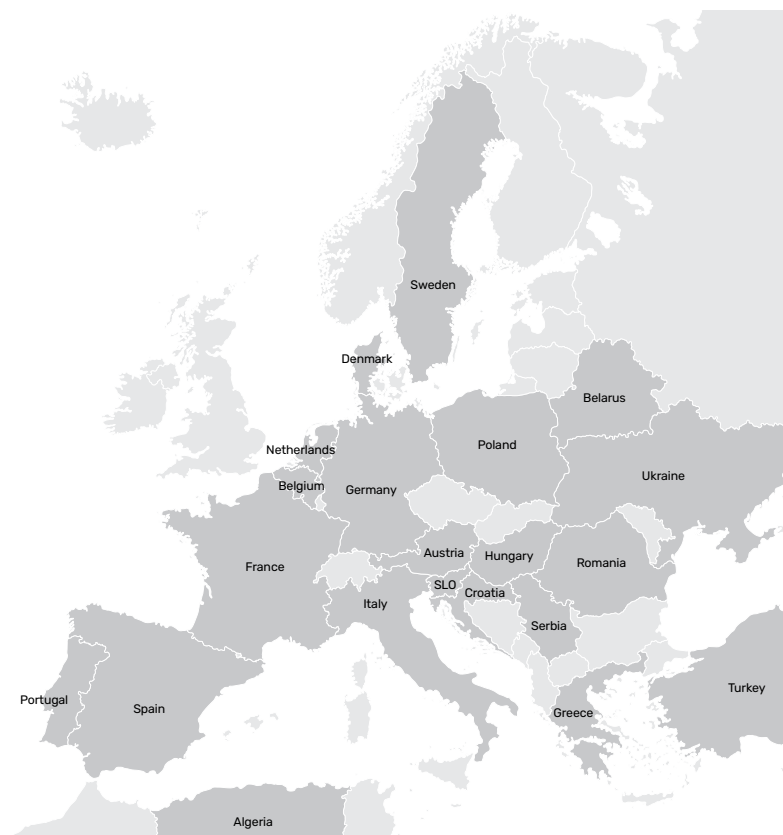 Sweden
Denmark
Belarus
Poland
Netherlands
Ukraine
Belgium
Germany
Austria
Hungary
Romania
France
SLO
Croatia
Italy
Serbia
Turkey
Portugal
Spain
Greece
Algeria